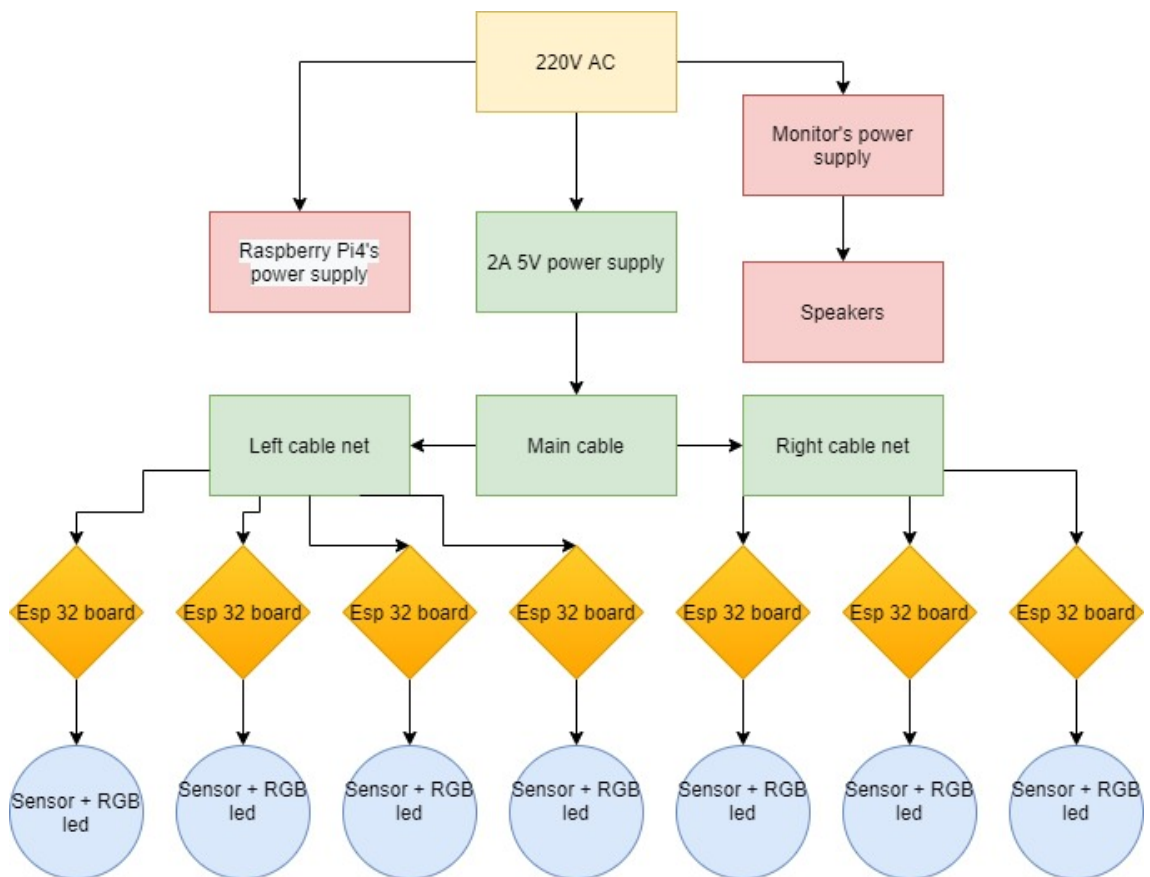 220V AC
Monitor's power
supply
Raspberry Pi4's
power supply
2A 5V power supply
Speakers
Left cable net
Main cable
Right cable net
Esp 32 board
Esp 32 board
Esp 32 board
Esp 32 board
Esp 32 board
Esp 32 board
Esp 32 board
Sensor + RGB
led
Sensor + RGB
led
Sensor + RGB
led
Sensor + RGB
led
Sensor + RGB
led
Sensor + RGB
led
Sensor + RGB
led